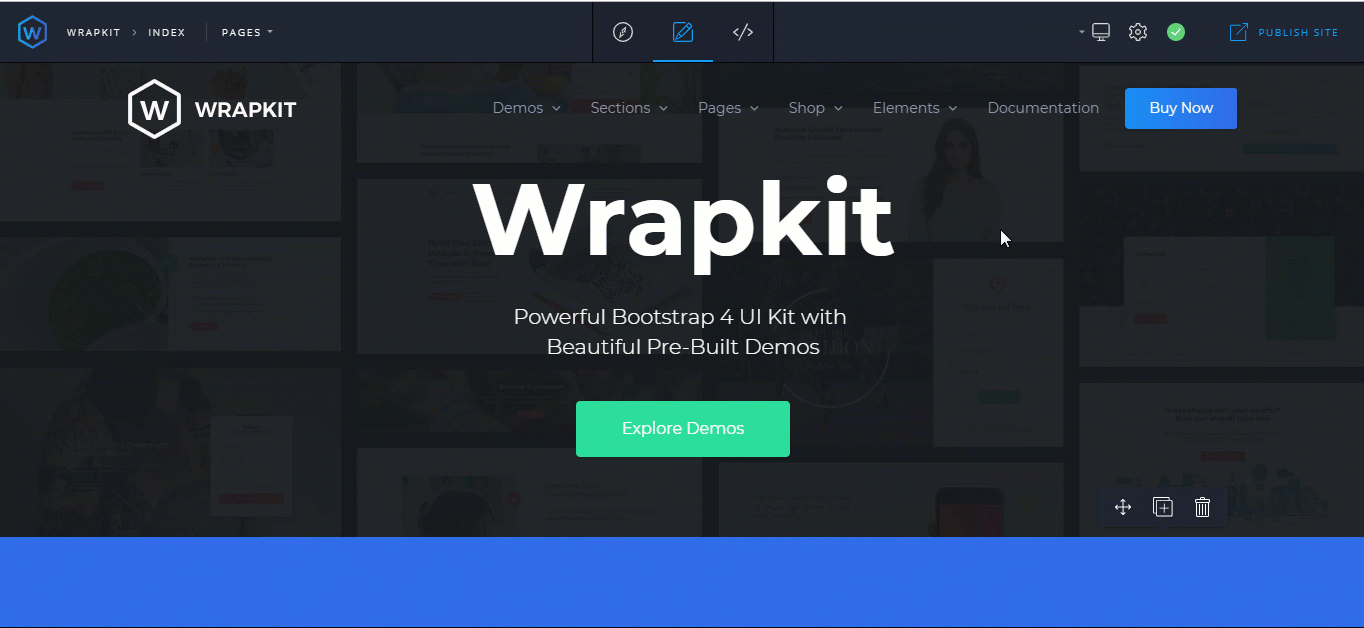 WRAPKIT > INDEX PAGES
</>
PUBLISH SITE
W WRAPKIT
Demos Sections Pages Shop Elements Documentation Buy Now
Wrapkit
Powerful Bootstrap 4 UI Kit with
Beautiful Pre-Built Demos
Explore Demos